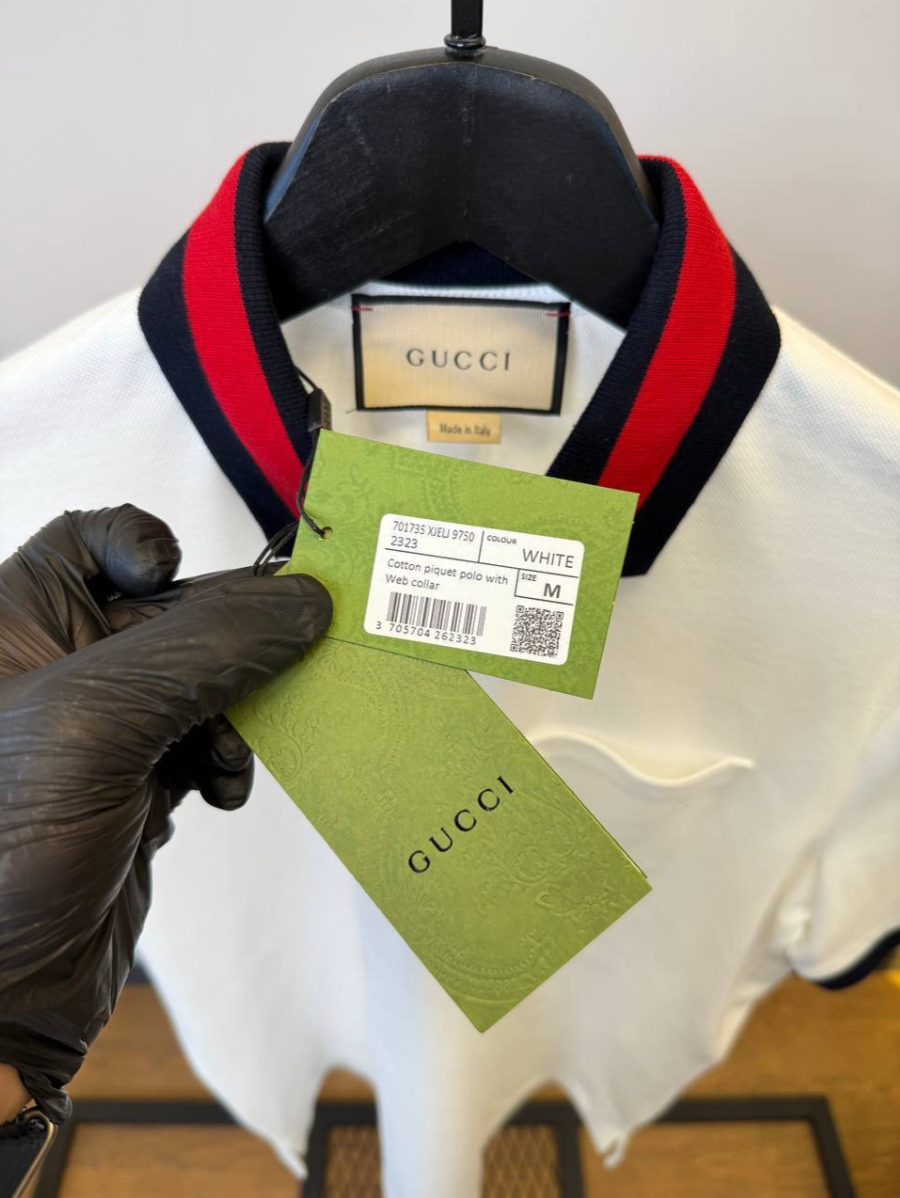 GUCCI
Made in Italy
701735 XJELJ 9750
2323
COLOUR
WHITE
Cotton piquet polo with
Web collar
SIZE
M
3 705704 262323
GUCCI